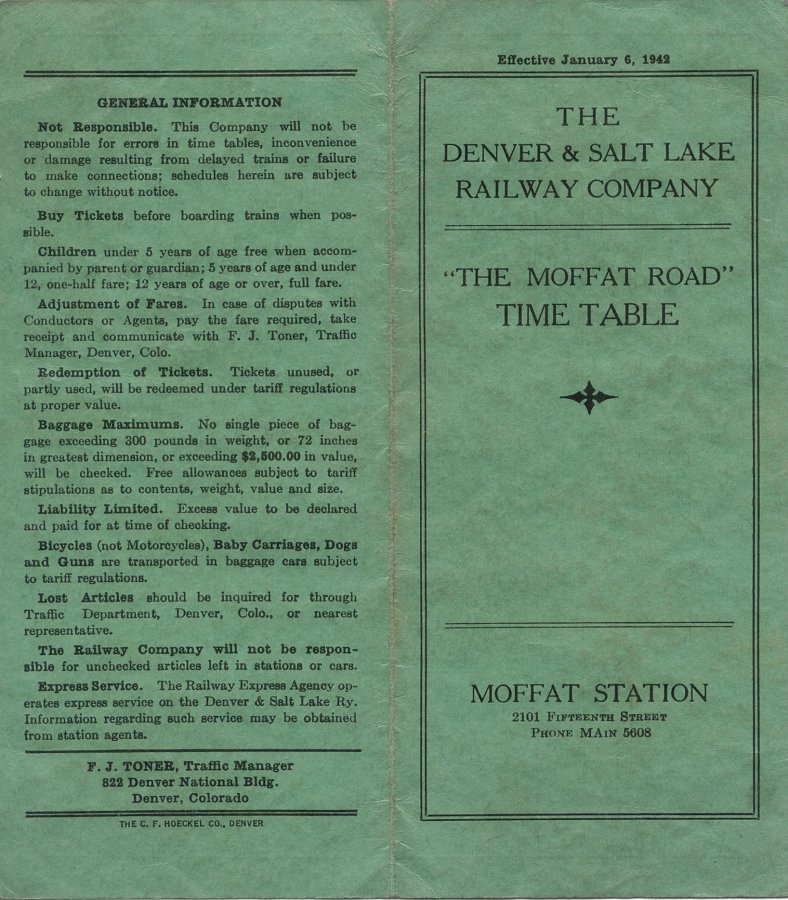 GENERAL INFORMATION
Not Responsible. This Company will not be
responsible for errors in time tables, inconvenience
or damage resulting from delayed trains or failure
to make connections; schedules herein are subject
to change without notice.
Buy Tickets before boarding trains when pos-
sible.
Children under 5 years of age free when accom-
panied by parent or guardian; 5 years of age and under
12, one-half fare; 12 years of age or over, full fare.
Adjustment of Fares. In case of disputes with
Conductors or Agents, pay the fare required, take
receipt and communicate with F. J. Toner, Traffic
Manager, Denver, Colo.
Redemption of Tickets. Tickets unused, or
partly used, will be redeemed under tariff regulations
at proper value.
Baggage Maximums. No single piece of bag-
gage exceeding 300 pounds in weight, or 72 inches
in greatest dimension, or exceeding $2,500.00 in value,
will be checked. Free allowances subject to tariff
stipulations as to contents, weight, value and size.
Liability Limited. Excess value to be declared
and paid for at time of checking.
Bicycles (not Motorcycles), Baby Carriages, Dogs
and Guns are transported in baggage cars subject
to tariff regulations.
Lost Articles should be inquired for through
Traffic Department, Denver, Colo., or nearest
representative.
The Railway Company will not be respon-
sible for unchecked articles left in stations or cars.
Express Service. The Railway Express Agency op-
erates express service on the Denver & Salt Lake Ry.
Information regarding such service may be obtained
from station agents.
F. J. TONER, Traffic Manager
822 Denver National Bldg.
Denver, Colorado
THE C. F. HOECKEL CO., DENVER
Effective January 6, 1942
THE
DENVER & SALT LAKE
RAILWAY COMPANY
"THE MOFFAT ROAD"
TIME TABLE
MOFFAT STATION
2101 FIFTEENTH STREET
PHONE MAIN 5608